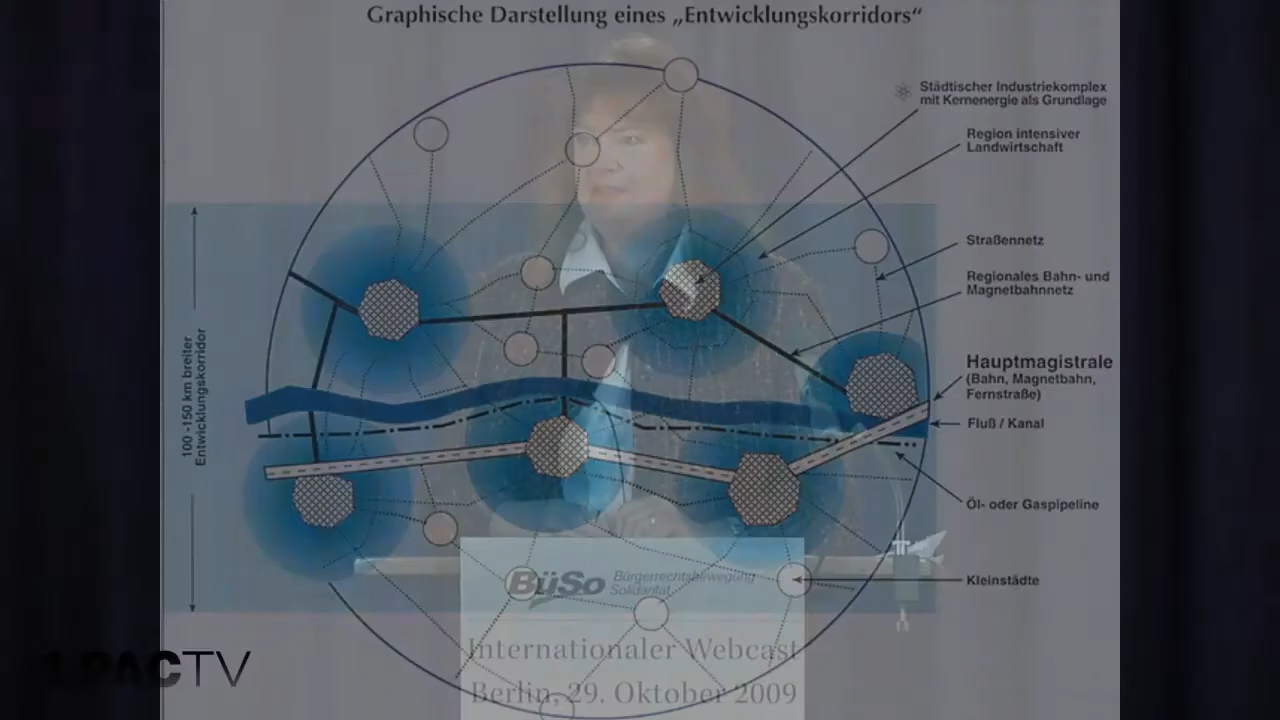 Graphische Darstellung eines „Entwicklungskorridors“
Städtischer Industriekomplex
mit Kernenergie als Grundlage
Region intensiver
Landwirtschaft
Straßennetz
Regionales Bahn- und
Magnetbahnnetz
Hauptmagistrale
(Bahn, Magnetbahn,
Fernstraße)
Fluß / Kanal
Öl- oder Gaspipeline
Kleinstädte
100 -150 km breiter
Entwicklungskorridor
BüSo
Bürgerrechtsbewegung
Solidarität
Internationaler Webcast
Berlin, 29. Oktober 2009
LPACTV